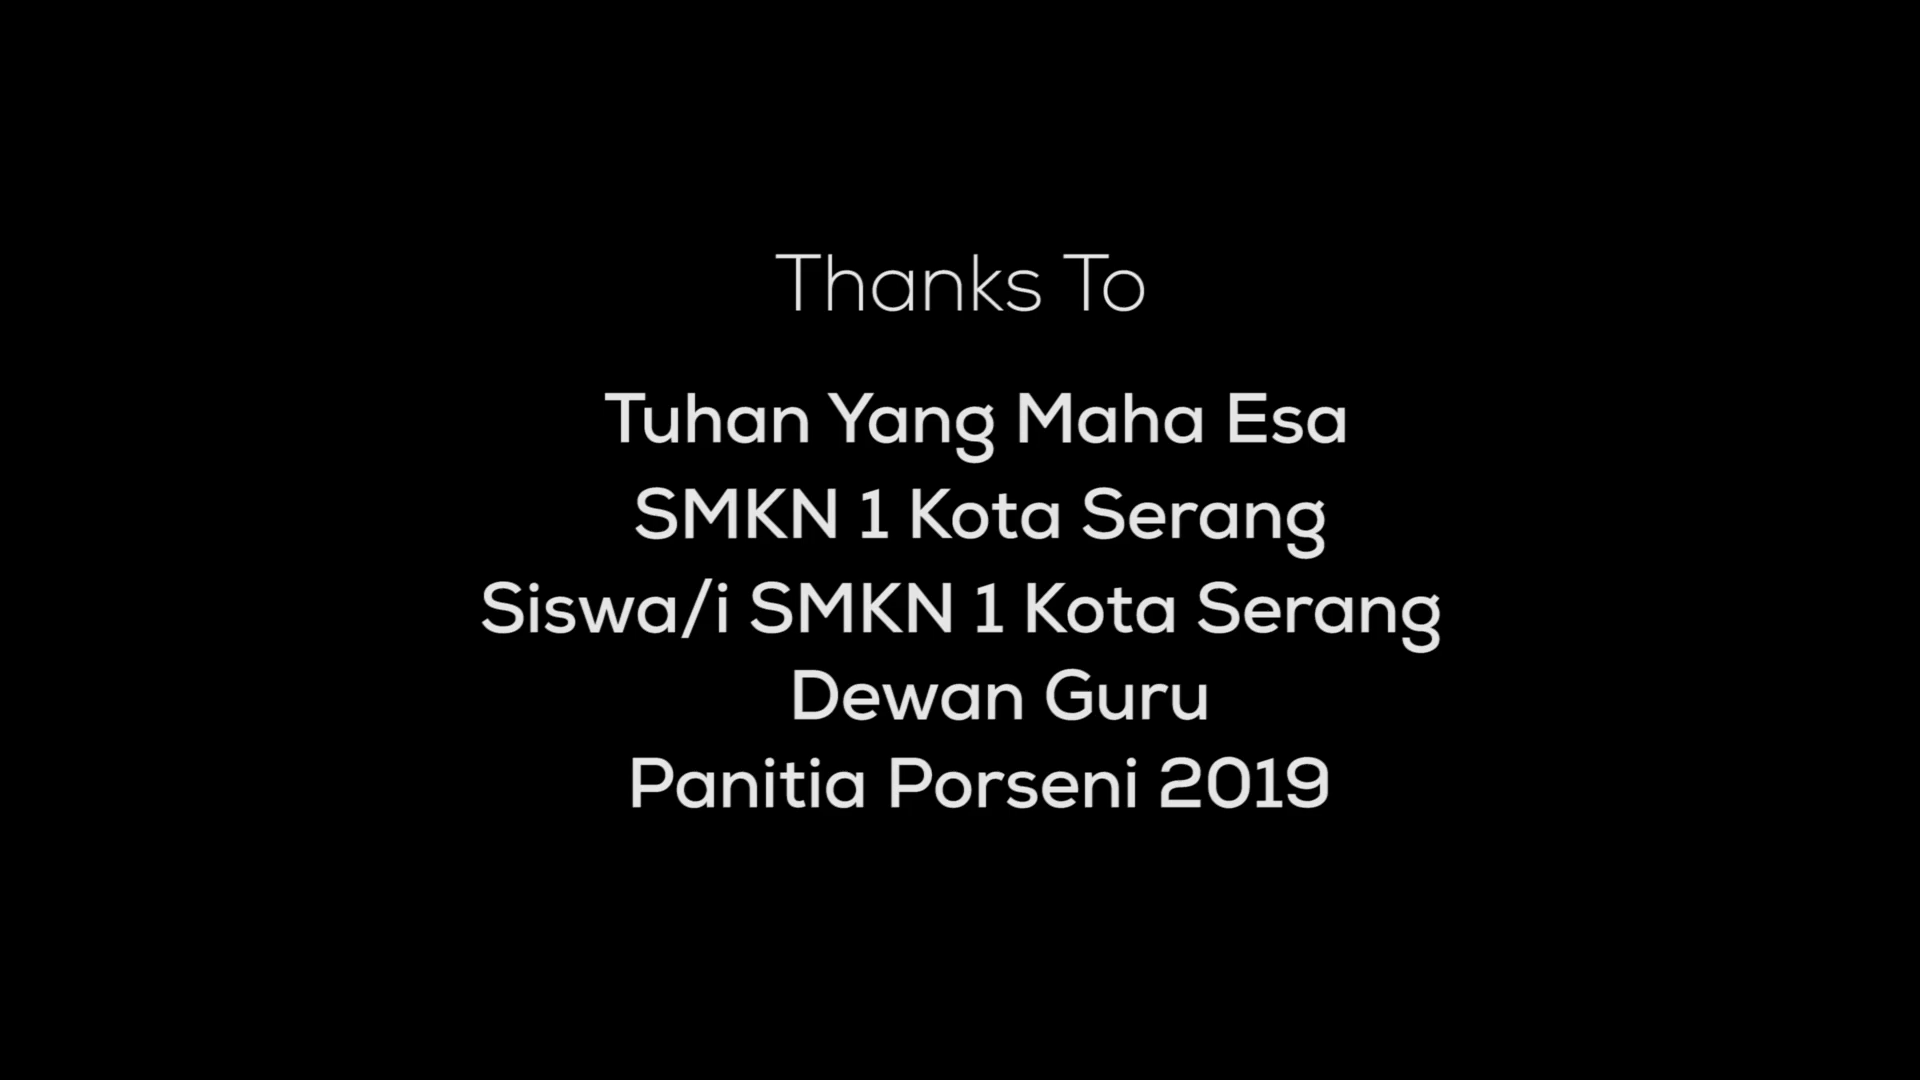 Thanks To
Tuhan Yang Maha Esa
SMKN 1 Kota Serang
Siswa/i SMKN 1 Kota Serang
Dewan Guru
Panitia Porseni 2019